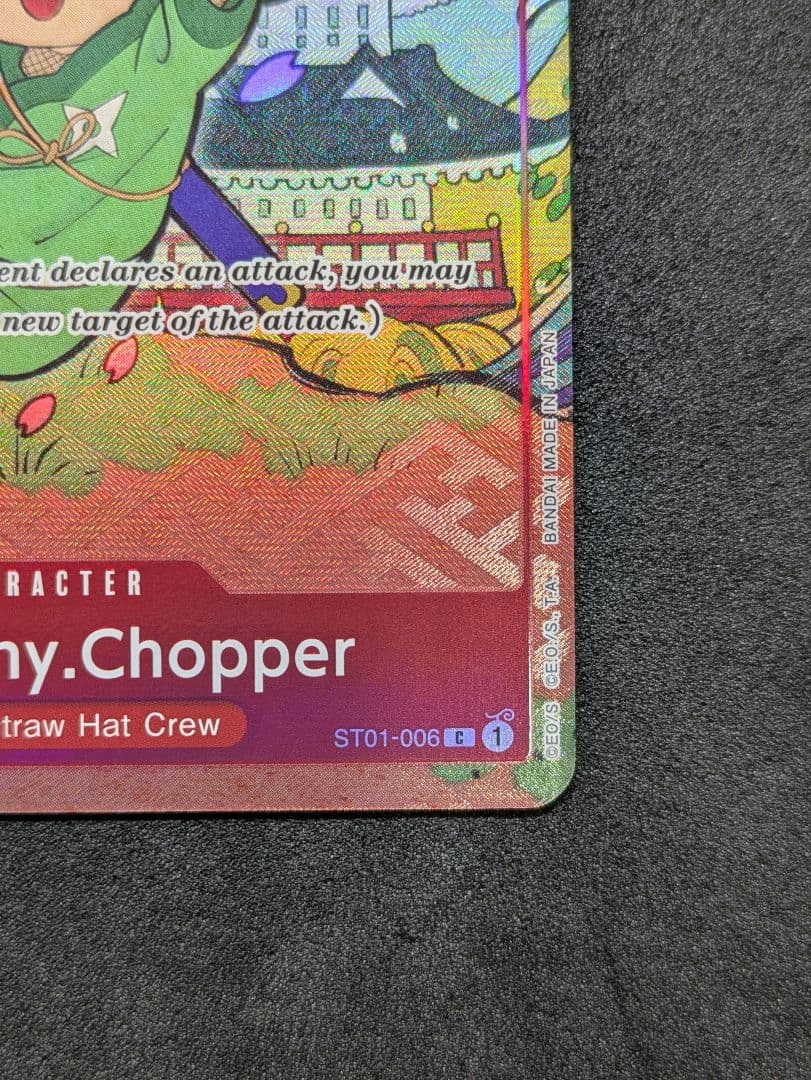 ent declares an attack, you may
new target of the attack.)
RACTER
ny.Chopper
traw Hat Crew
ST01-006 C 1
©EO/S ©E.O./S., T.A. BANDAI MADE IN JAPAN